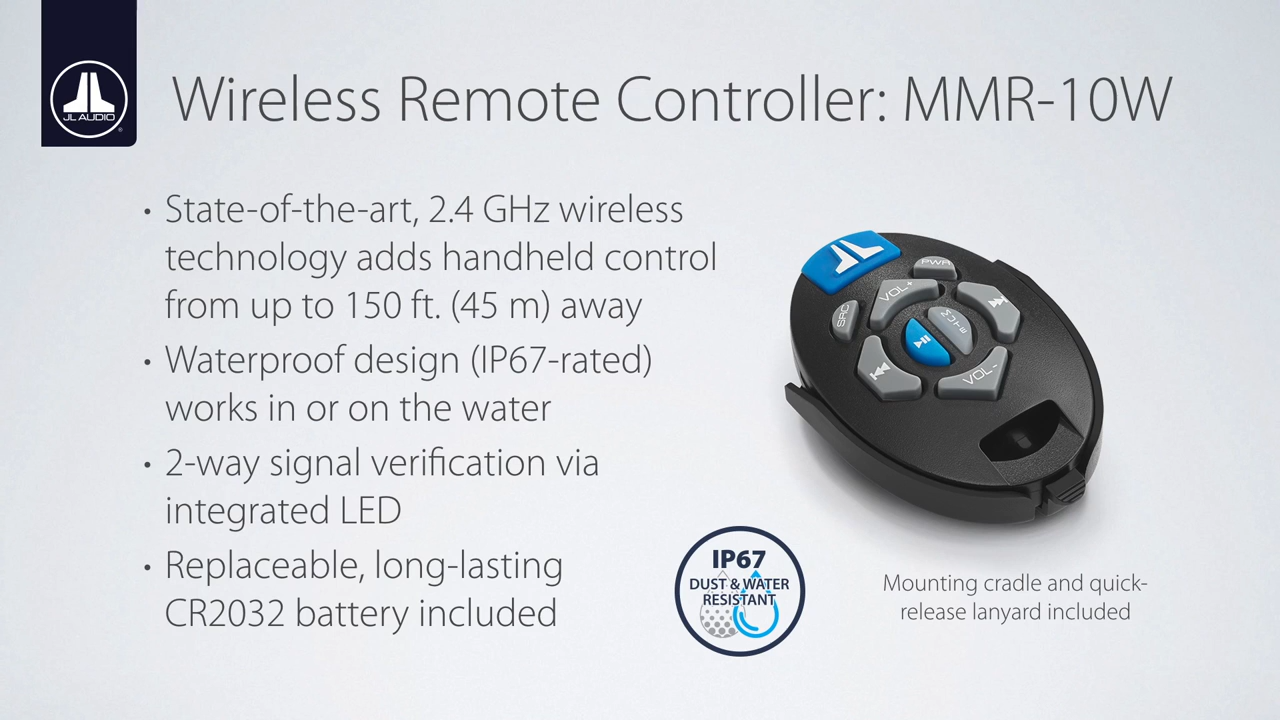 JL AUDIO
Wireless Remote Controller: MMR-10W
• State-of-the-art, 2.4 GHz wireless
technology adds handheld control
from up to 150 ft. (45 m) away
• Waterproof design (IP67-rated)
works in or on the water
• 2-way signal verification via
integrated LED
• Replaceable, long-lasting
CR2032 battery included
PWR
VOL+
SRC
VOL-
IP67
DUST & WATER
RESISTANT
Mounting cradle and quick-
release lanyard included